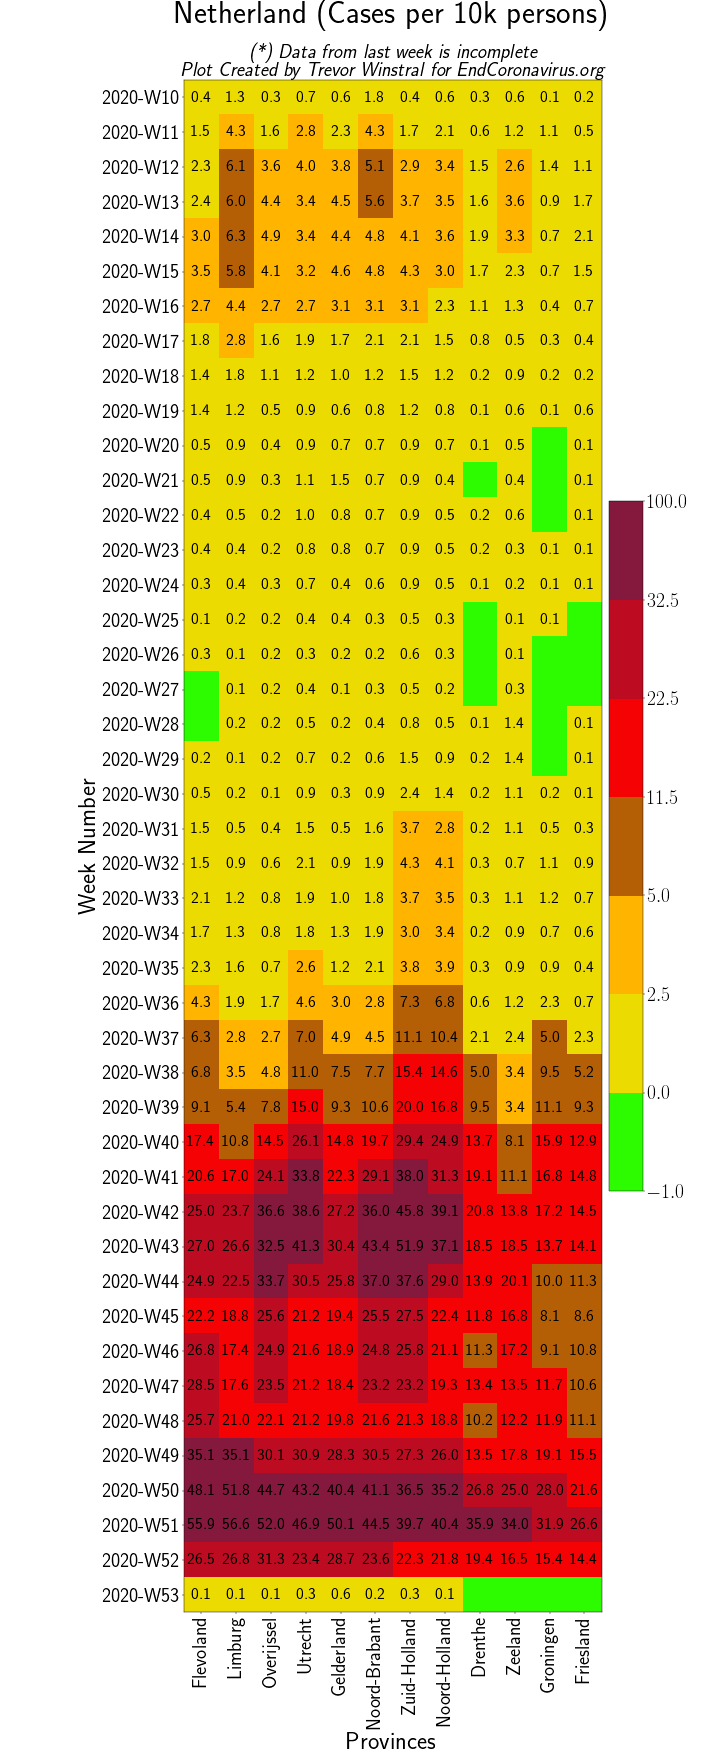 Netherland (Cases per 10k persons)
(*) Data from last week is incomplete
Plot Created by Trevor Winstral for EndCoronavirus.org
2020-W10 0.4 1.3 0.3 0.7 0.6 1.8 0.4 0.6 0.3 0.6 0.1 0.2
2020-W11 1.5 4.3 1.6 2.8 2.3 4.3 1.7 2.1 0.6 1.2 1.1 0.5
2020-W12 2.3 6.1 3.6 4.0 3.8 5.1 2.9 3.4 1.5 2.6 1.4 1.1
2020-W13 2.4 6.0 4.4 3.4 4.5 5.6 3.7 3.5 1.6 3.6 0.9 1.7
2020-W14 3.0 6.3 4.9 3.4 4.4 4.8 4.1 3.6 1.9 3.3 0.7 2.1
2020-W15 3.5 5.8 4.1 3.2 4.6 4.8 4.3 3.0 1.7 2.3 0.7 1.5
2020-W16 2.7 4.4 2.7 2.7 3.1 3.1 3.1 2.3 1.1 1.3 0.4 0.7
2020-W17 1.8 2.8 1.6 1.9 1.7 2.1 2.1 1.5 0.8 0.5 0.3 0.4
2020-W18 1.4 1.8 1.1 1.2 1.0 1.2 1.5 1.2 0.2 0.9 0.2 0.2
2020-W19 1.4 1.2 0.5 0.9 0.6 0.8 1.2 0.8 0.1 0.6 0.1 0.6
2020-W20 0.5 0.9 0.4 0.9 0.7 0.7 0.9 0.7 0.1 0.5 0.1
2020-W21 0.5 0.9 0.3 1.1 1.5 0.7 0.9 0.4 0.4 0.1
2020-W22 0.4 0.5 0.2 1.0 0.8 0.7 0.9 0.5 0.2 0.6 0.1
2020-W23 0.4 0.4 0.2 0.8 0.8 0.7 0.9 0.5 0.2 0.3 0.1 0.1
2020-W24 0.3 0.4 0.3 0.7 0.4 0.6 0.9 0.5 0.1 0.2 0.1 0.1
2020-W25 0.1 0.2 0.2 0.4 0.4 0.3 0.5 0.3 0.1 0.1
2020-W26 0.3 0.1 0.2 0.3 0.2 0.2 0.6 0.3 0.1
2020-W27 0.1 0.2 0.4 0.1 0.3 0.5 0.2 0.3
2020-W28 0.2 0.2 0.5 0.2 0.4 0.8 0.5 0.1 1.4 0.1
2020-W29 0.2 0.1 0.2 0.7 0.2 0.6 1.5 0.9 0.2 1.4 0.1
2020-W30 0.5 0.2 0.1 0.9 0.3 0.9 2.4 1.4 0.2 1.1 0.2 0.1
2020-W31 1.5 0.5 0.4 1.5 0.5 1.6 3.7 2.8 0.2 1.1 0.5 0.3
2020-W32 1.5 0.9 0.6 2.1 0.9 1.9 4.3 4.1 0.3 0.7 1.1 0.9
2020-W33 2.1 1.2 0.8 1.9 1.0 1.8 3.7 3.5 0.3 1.1 1.2 0.7
2020-W34 1.7 1.3 0.8 1.8 1.3 1.9 3.0 3.4 0.2 0.9 0.7 0.6
2020-W35 2.3 1.6 0.7 2.6 1.2 2.1 3.8 3.9 0.3 0.9 0.9 0.4
2020-W36 4.3 1.9 1.7 4.6 3.0 2.8 7.3 6.8 0.6 1.2 2.3 0.7
2020-W37 6.3 2.8 2.7 7.0 4.9 4.5 11.1 10.4 2.1 2.4 5.0 2.3
2020-W38 6.8 3.5 4.8 11.0 7.5 7.7 15.4 14.6 5.0 3.4 9.5 5.2
2020-W39 9.1 5.4 7.8 15.0 9.3 10.6 20.0 16.8 9.5 3.4 11.1 9.3
2020-W40 17.4 10.8 14.5 26.1 14.8 19.7 29.4 24.9 13.7 8.1 15.9 12.9
2020-W41 20.6 17.0 24.1 33.8 22.3 29.1 38.0 31.3 19.1 11.1 16.8 14.8
2020-W42 25.0 23.7 36.6 38.6 27.2 36.0 45.8 39.1 20.8 13.8 17.2 14.5
2020-W43 27.0 26.6 32.5 41.3 30.4 43.4 51.9 37.1 18.5 18.5 13.7 14.1
2020-W44 24.9 22.5 33.7 30.5 25.8 37.0 37.6 29.0 13.9 20.1 10.0 11.3
2020-W45 22.2 18.8 25.6 21.2 19.4 25.5 27.5 22.4 11.8 16.8 8.1 8.6
2020-W46 26.8 17.4 24.9 21.6 18.9 24.8 25.8 21.1 11.3 17.2 9.1 10.8
2020-W47 28.5 17.6 23.5 21.2 18.4 23.2 23.2 19.3 13.4 13.5 11.7 10.6
2020-W48 25.7 21.0 22.1 21.2 19.8 21.6 21.3 18.8 10.2 12.2 11.9 11.1
2020-W49 35.1 35.1 30.1 30.9 28.3 30.5 27.3 26.0 13.5 17.8 19.1 15.5
2020-W50 48.1 51.8 44.7 43.2 40.4 41.1 36.5 35.2 26.8 25.0 28.0 21.6
2020-W51 55.9 56.6 52.0 46.9 50.1 44.5 39.7 40.4 35.9 34.0 31.9 26.6
2020-W52 26.5 26.8 31.3 23.4 28.7 23.6 22.3 21.8 19.4 16.5 15.4 14.4
2020-W53 0.1 0.1 0.1 0.3 0.6 0.2 0.3 0.1
Flevoland Limburg Overijssel Utrecht Gelderland Noord-Brabant Zuid-Holland Noord-Holland Drenthe Zeeland Groningen Friesland
Provinces
Week Number
100.0
32.5
22.5
11.5
5.0
2.5
0.0
−1.0